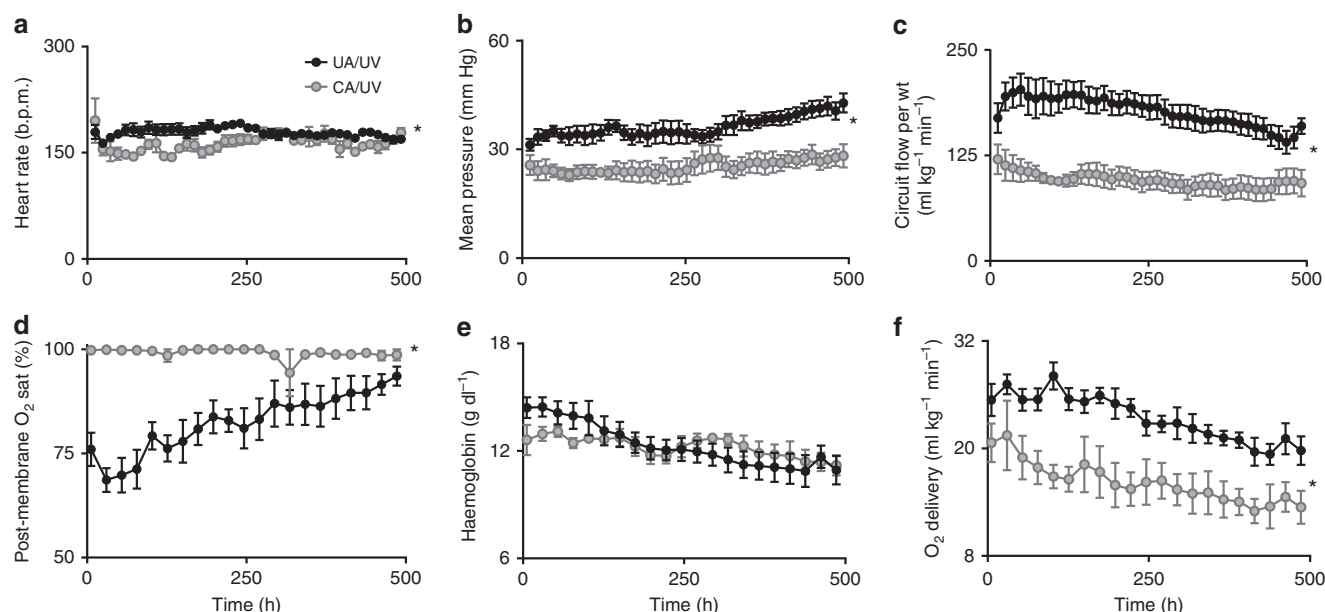 a
Heart rate (b.p.m.)
300
150
0
0
250
500
UA/UV
CA/UV
*
b
Mean pressure (mm Hg)
60
30
0
0
250
500
*
c
Circuit flow per wt
(ml kg⁻¹ min⁻¹)
250
125
0
0
250
500
*
d
Post-membrane O₂ sat (%)
100
75
50
0
250
500
Time (h)
*
e
Haemoglobin (g dl⁻¹)
18
12
6
0
250
500
Time (h)
f
O₂ delivery (ml kg⁻¹ min⁻¹)
32
20
8
0
250
500
Time (h)
*